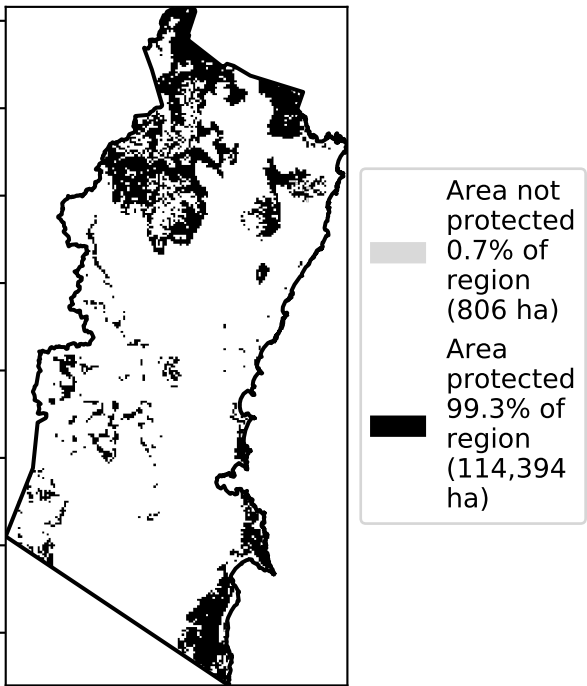 Area not
protected
0.7% of
region
(806 ha)
Area
protected
99.3% of
region
(114,394
ha)